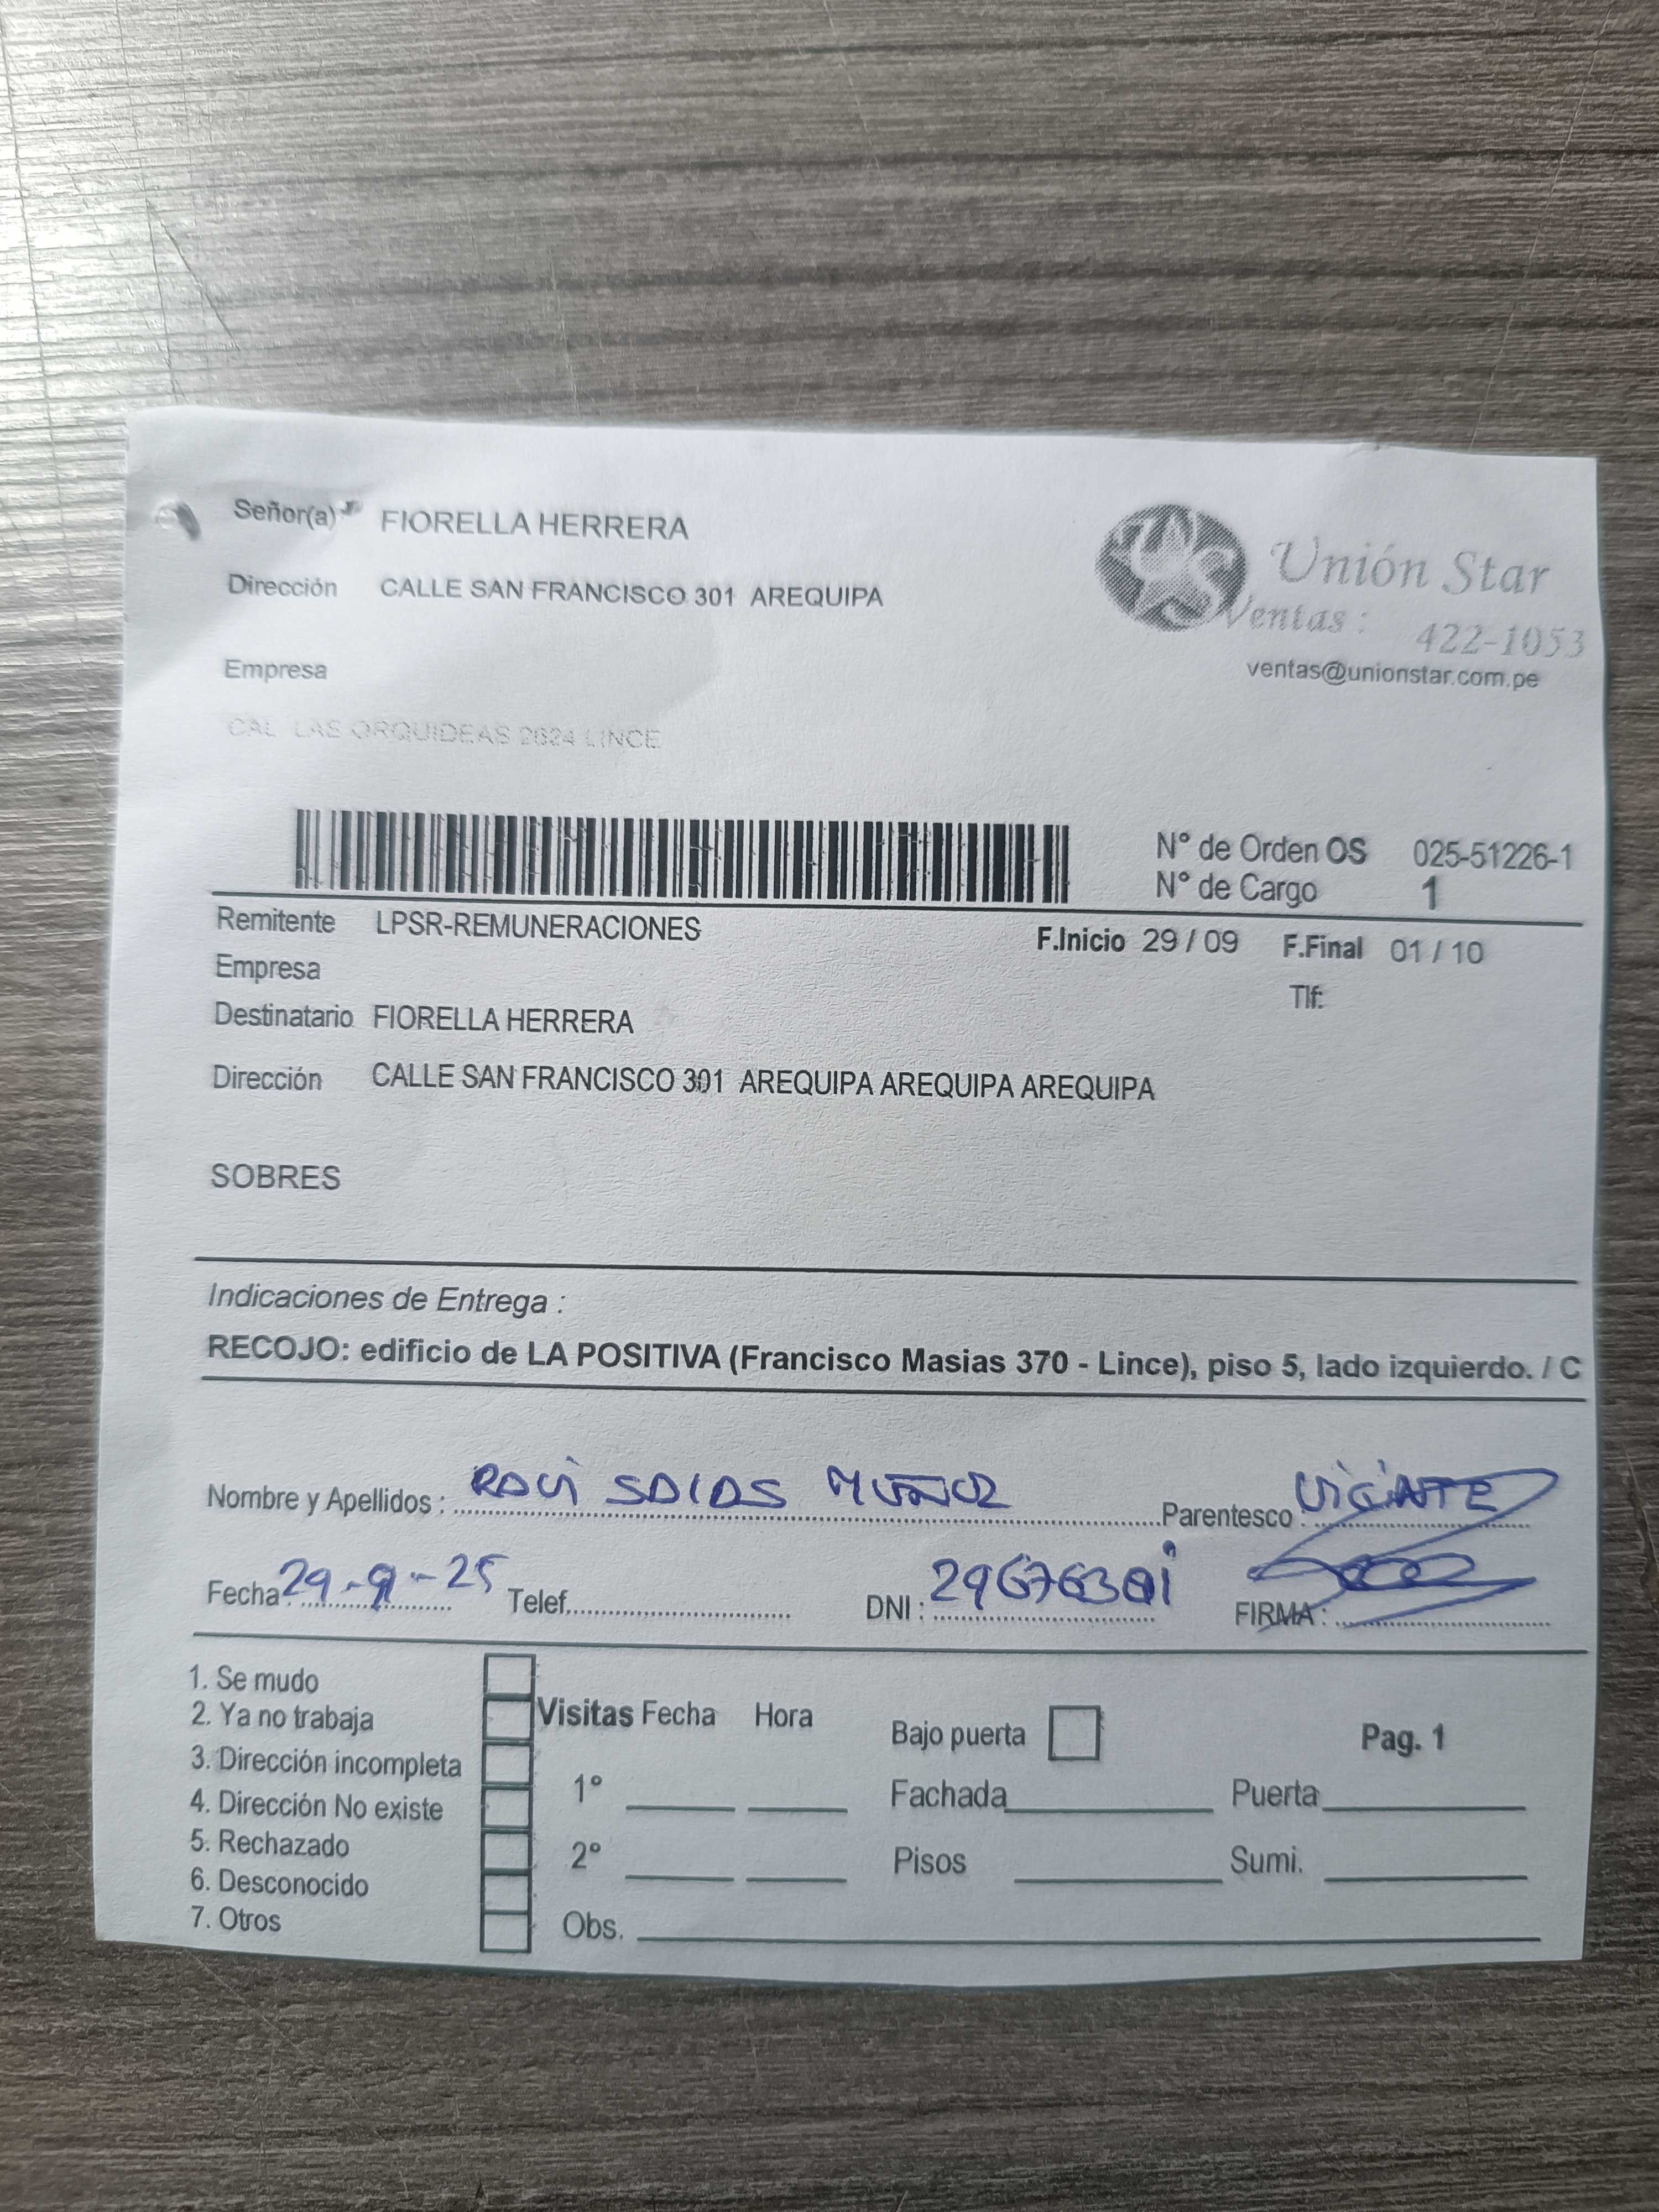 Señor(a) FIORELLA HERRERA
Dirección CALLE SAN FRANCISCO 301 AREQUIPA
Unión Star
Ventas : 422-1053
ventas@unionstar.com.pe
Empresa
CAL LAS ORQUIDEAS 2624 LINCE
N° de Orden OS 025-51226-1
N° de Cargo 1
Remitente LPSR-REMUNERACIONES
F.Inicio 29 / 09 F.Final 01 / 10
Empresa
Tlf:
Destinatario FIORELLA HERRERA
Dirección CALLE SAN FRANCISCO 301 AREQUIPA AREQUIPA AREQUIPA
SOBRES
Indicaciones de Entrega :
RECOJO: edificio de LA POSITIVA (Francisco Masias 370 - Lince), piso 5, lado izquierdo. / C
Nombre y Apellidos : SALAS MUÑOZ Parentesco :
Fecha: 29-9-25 Telef. DNI : FIRMA :
1. Se mudo
2. Ya no trabaja
3. Dirección incompleta
4. Dirección No existe
5. Rechazado
6. Desconocido
7. Otros
Visitas Fecha Hora
1°
2°
Obs.
Bajo puerta
Pag. 1
Fachada Puerta
Pisos Sumi.